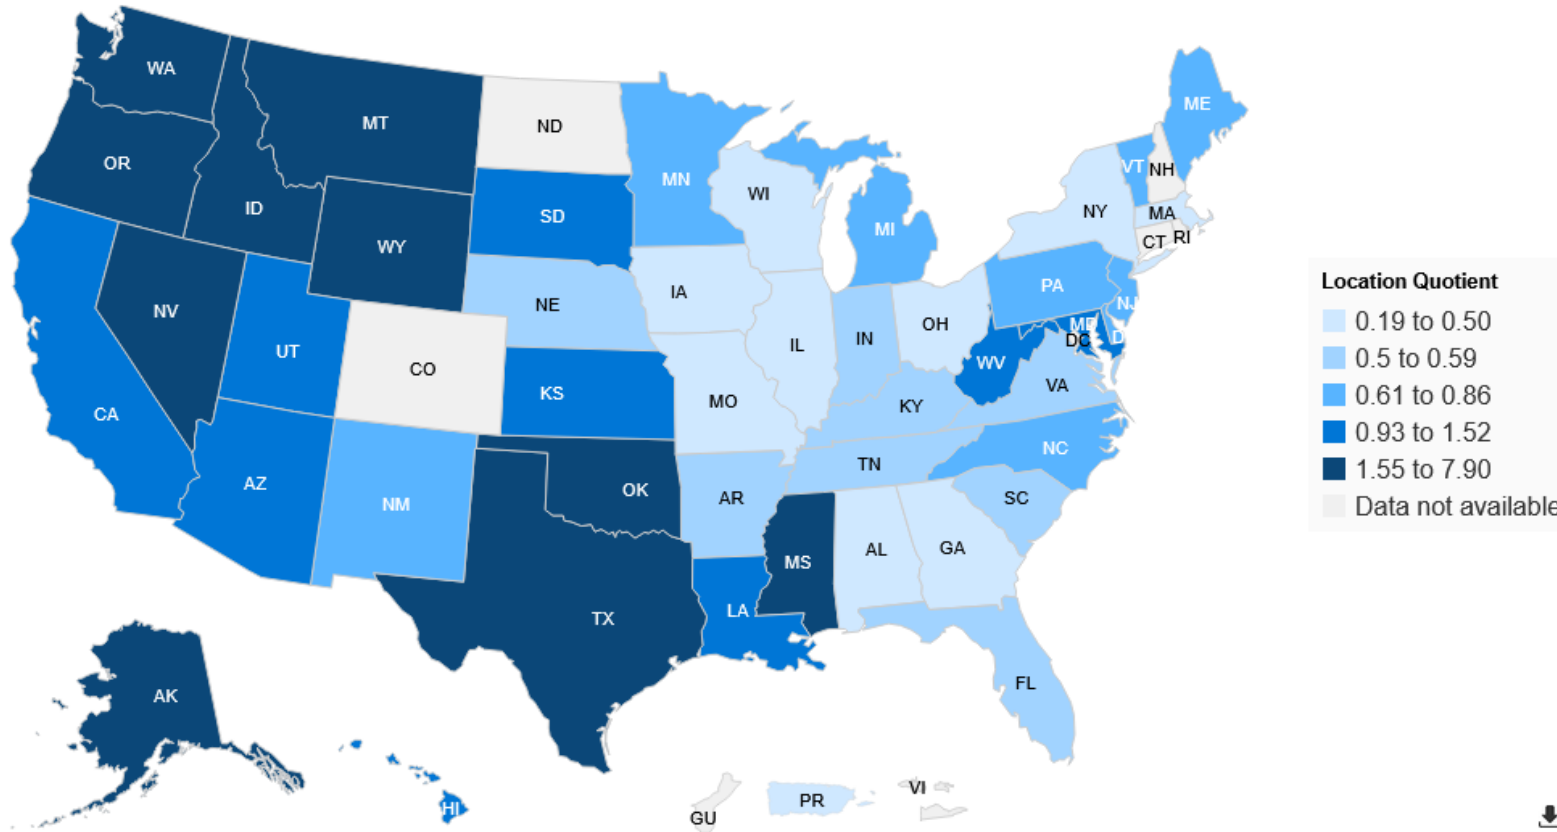 WA
MT
ND
ME
OR
MN
VT
NH
ID
SD
WI
NY
MA
WY
MI
CT
RI
NE
IA
PA
NV
OH
NJ
UT
IN
IL
MD
DC
D
CO
KS
WV
VA
CA
MO
KY
AZ
NM
OK
AR
TN
NC
SC
MS
AL
GA
LA
TX
FL
AK
HI
GU
PR
VI
Location Quotient
0.19 to 0.50
0.5 to 0.59
0.61 to 0.86
0.93 to 1.52
1.55 to 7.90
Data not available